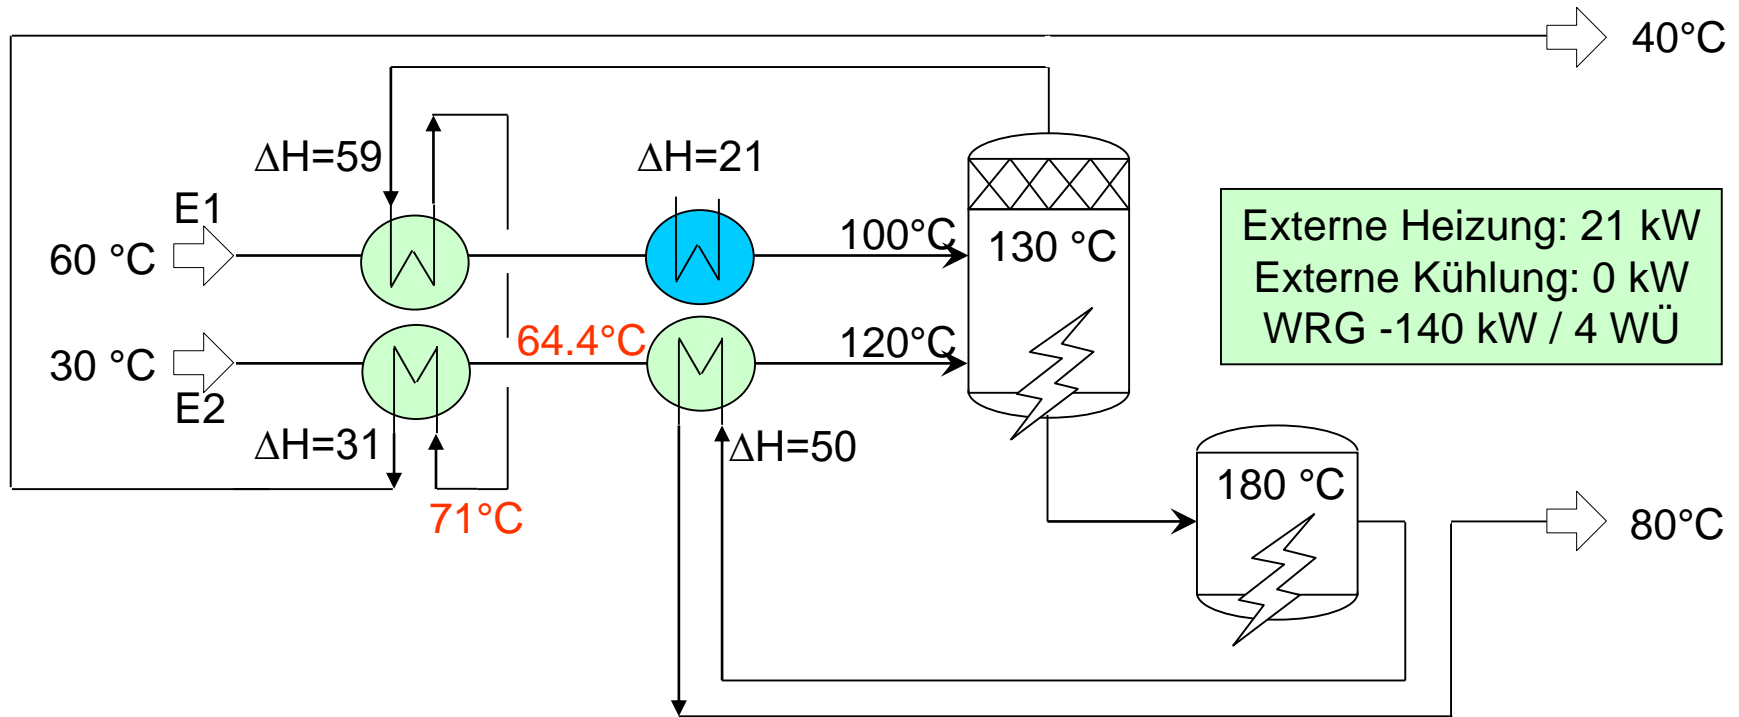 40°C
ΔH=59
ΔH=21
E1
60 °C
100°C
130 °C
Externe Heizung: 21 kW
Externe Kühlung: 0 kW
WRG -140 kW / 4 WÜ
64.4°C
120°C
30 °C
E2
ΔH=31
ΔH=50
71°C
180 °C
80°C